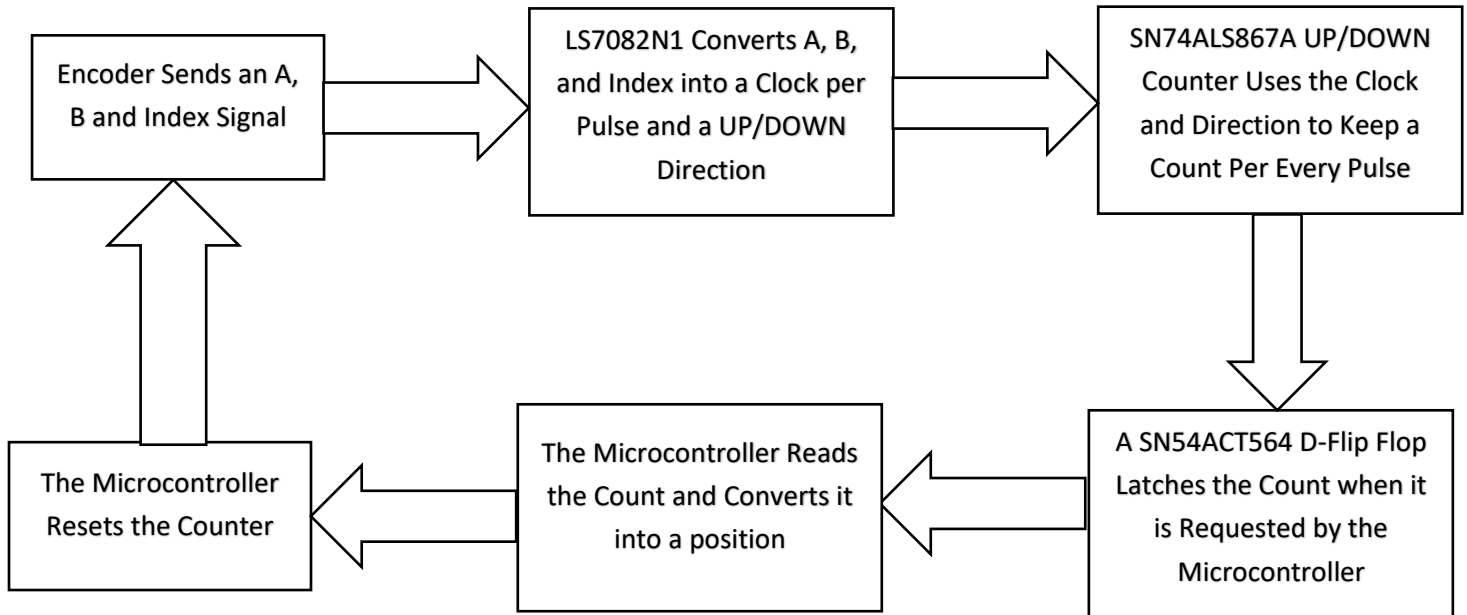 Encoder Sends an A,
B and Index Signal
LS7082N1 Converts A, B,
and Index into a Clock per
Pulse and a UP/DOWN
Direction
SN74ALS867A UP/DOWN
Counter Uses the Clock
and Direction to Keep a
Count Per Every Pulse
A SN54ACT564 D-Flip Flop
Latches the Count when it
is Requested by the
Microcontroller
The Microcontroller Reads
the Count and Converts it
into a position
The Microcontroller
Resets the Counter